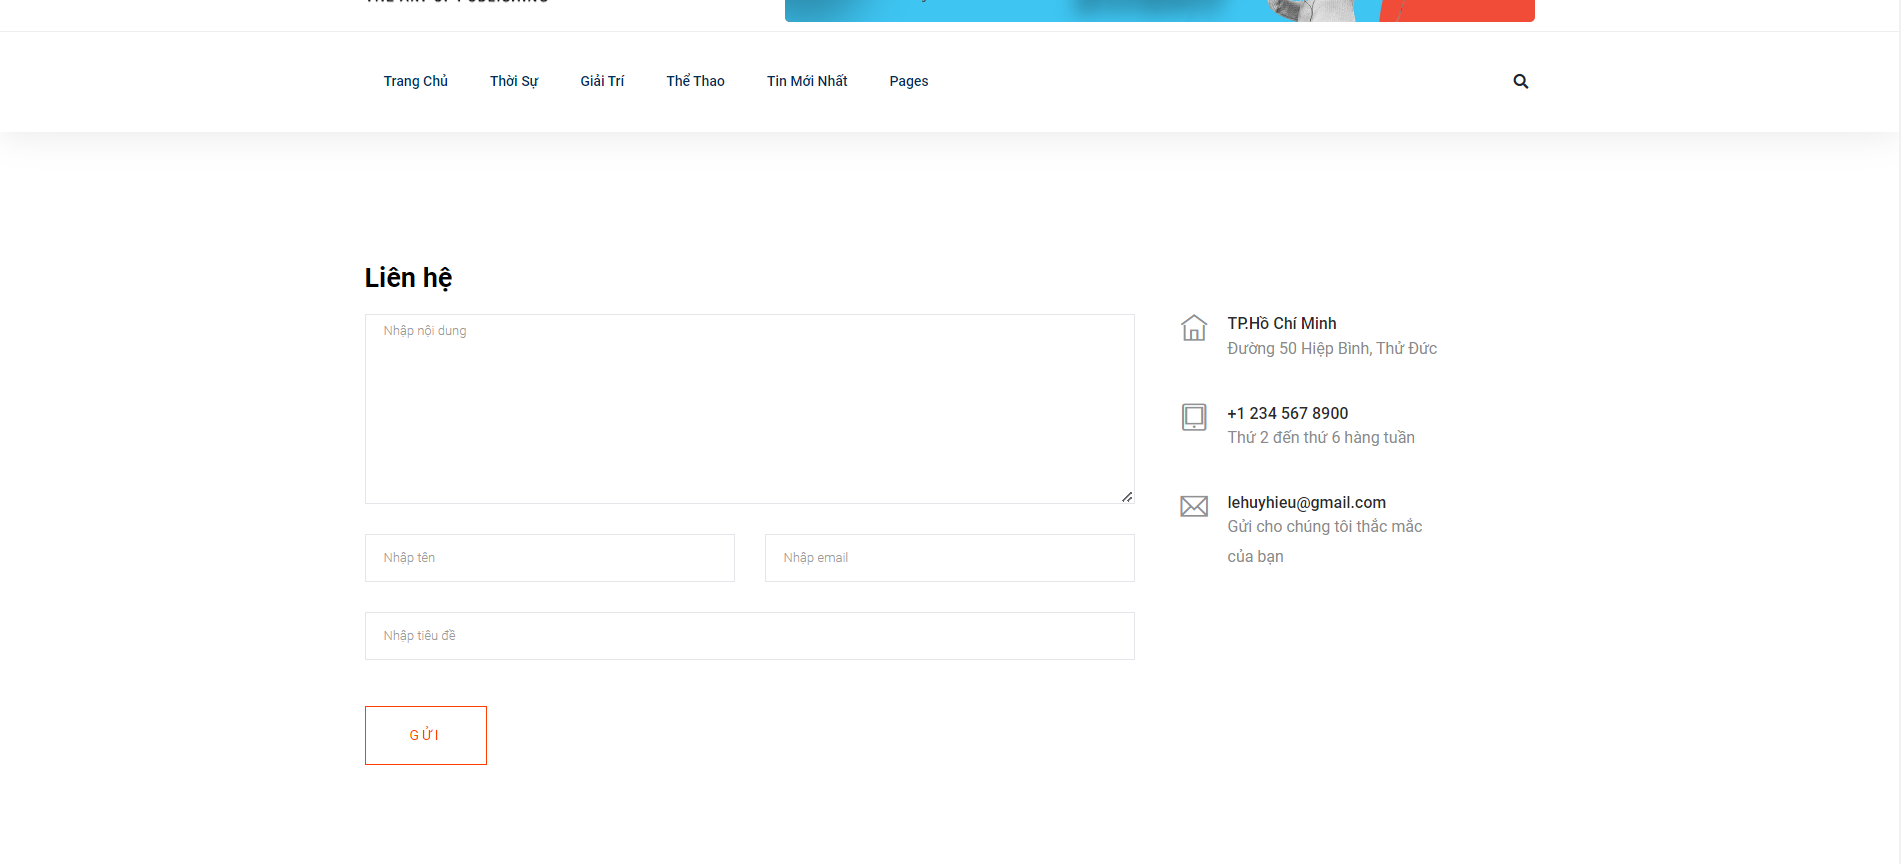 Trang Chủ
Thời Sự
Giải Trí
Thể Thao
Tin Mới Nhất
Pages
Liên hệ
Nhập nội dung
Nhập tên
Nhập email
Nhập tiêu đề
GỬI
TP.Hồ Chí Minh
Đường 50 Hiệp Bình, Thử Đức
+1 234 567 8900
Thứ 2 đến thứ 6 hàng tuần
lehuyhieu@gmail.com
Gửi cho chúng tôi thắc mắc
của bạn